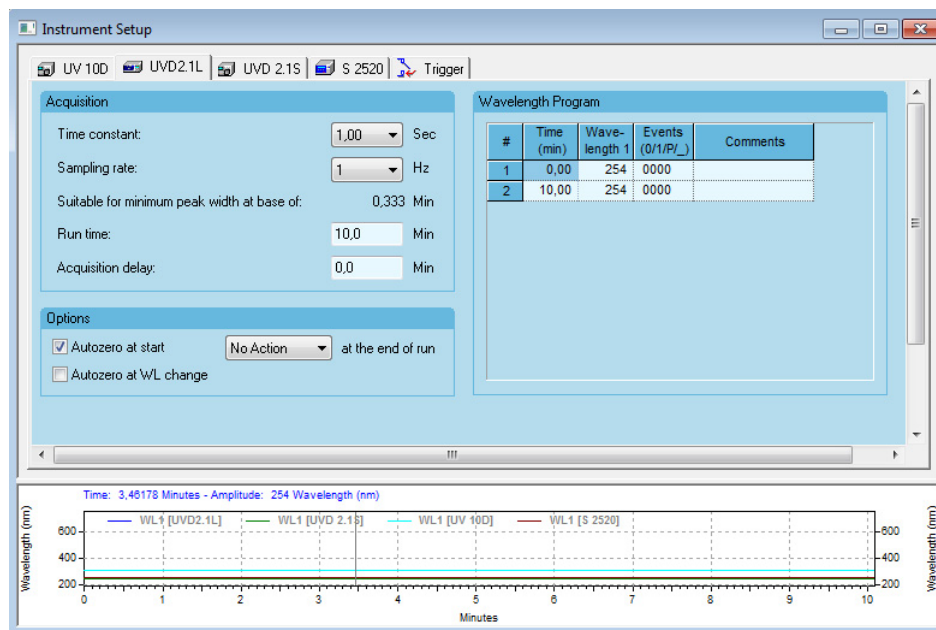 Instrument Setup
UV 10D UVD2.1L UVD 2.1S S 2520 Trigger
Acquisition
Time constant: 1,00 Sec
Sampling rate: 1 Hz
Suitable for minimum peak width at base of: 0,333 Min
Run time: 10,0 Min
Acquisition delay: 0,0 Min
Options
Autozero at start No Action at the end of run
Autozero at WL change
Wavelength Program
# Time (min) Wave-length 1 Events (0/1/P/_) Comments
1 0,00 254 0000
2 10,00 254 0000
Time: 3,46178 Minutes - Amplitude: 254 Wavelength (nm)
WL1 [UVD2.1L] WL1 [UVD 2.1S] WL1 [UV 10D] WL1 [S 2520]
Wavelength (nm)
600
400
200
600
400
200
Wavelength (nm)
0 1 2 3 4 5 6 7 8 9 10
Minutes